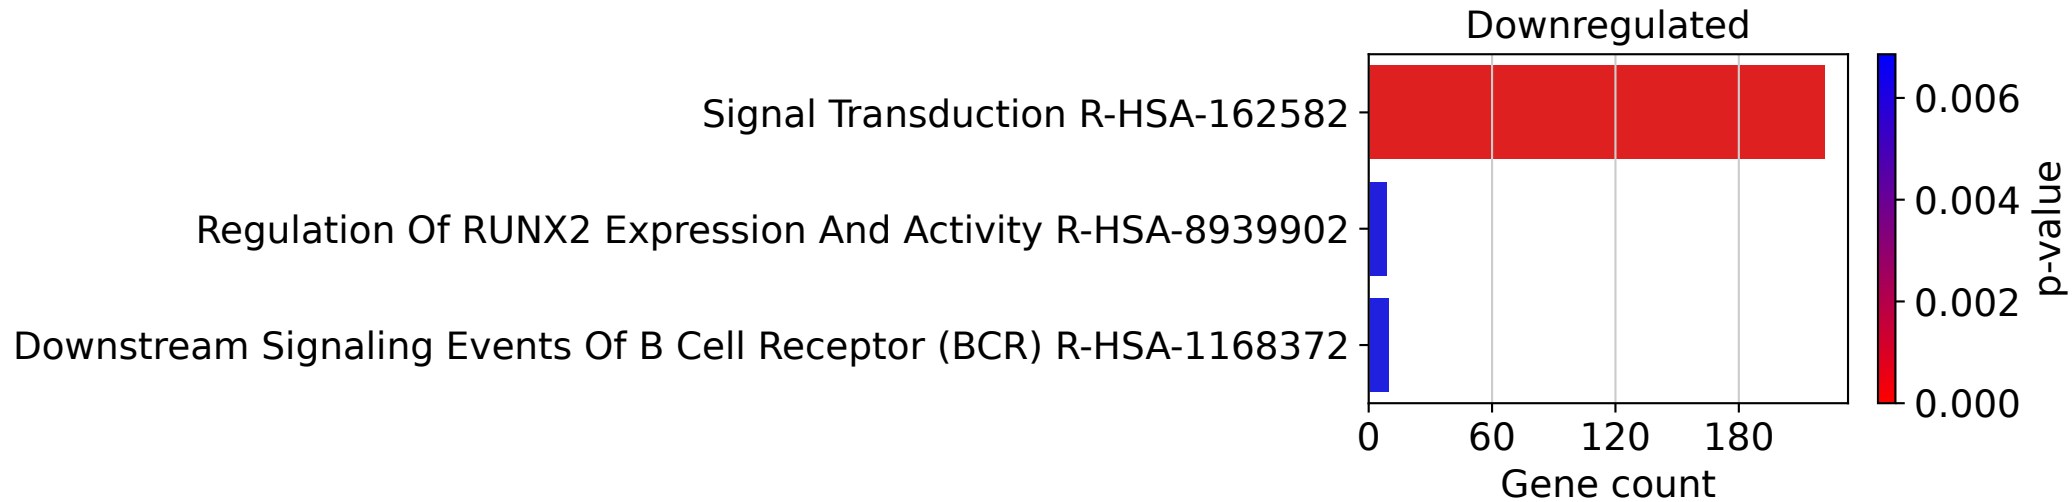 Downregulated
Signal Transduction R-HSA-162582
Regulation Of RUNX2 Expression And Activity R-HSA-8939902
Downstream Signaling Events Of B Cell Receptor (BCR) R-HSA-1168372
0 60 120 180
Gene count
0.006
0.004
0.002
0.000
p-value